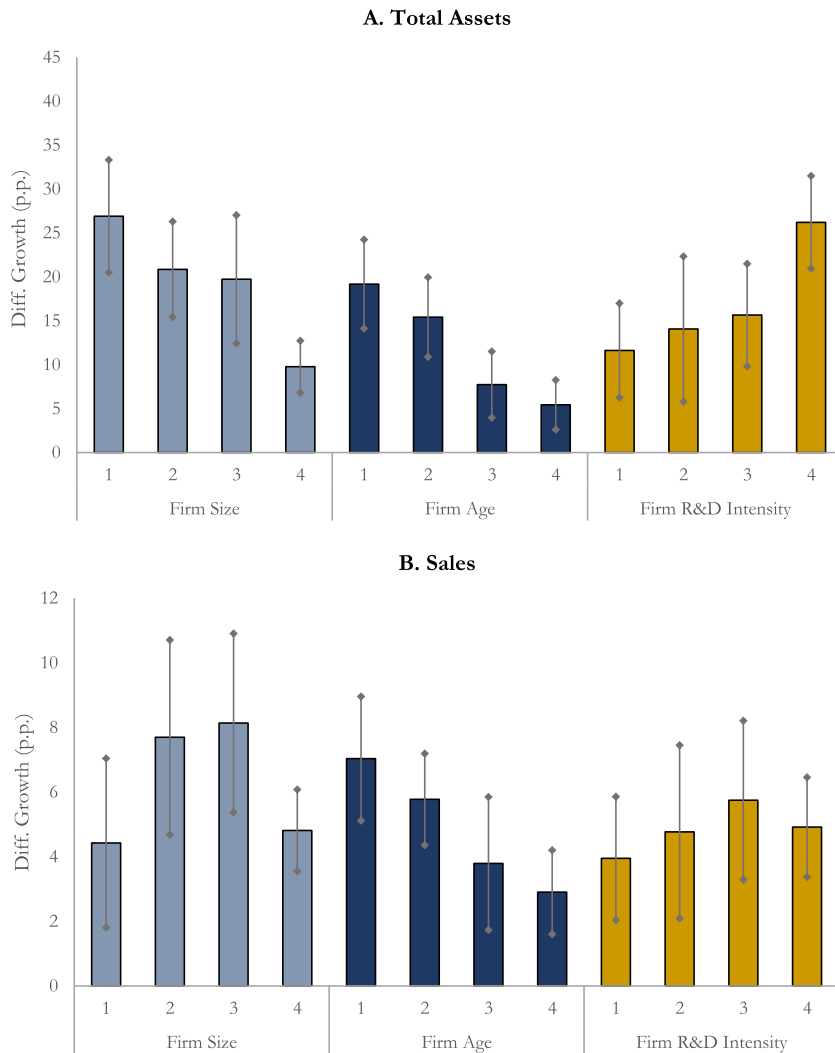 A. Total Assets
45
40
35
30
25
20
15
10
5
0
Diff. Growth (p.p.)
1 2 3 4 1 2 3 4 1 2 3 4
Firm Size Firm Age Firm R&D Intensity
B. Sales
12
10
8
6
4
2
0
Diff. Growth (p.p.)
1 2 3 4 1 2 3 4 1 2 3 4
Firm Size Firm Age Firm R&D Intensity